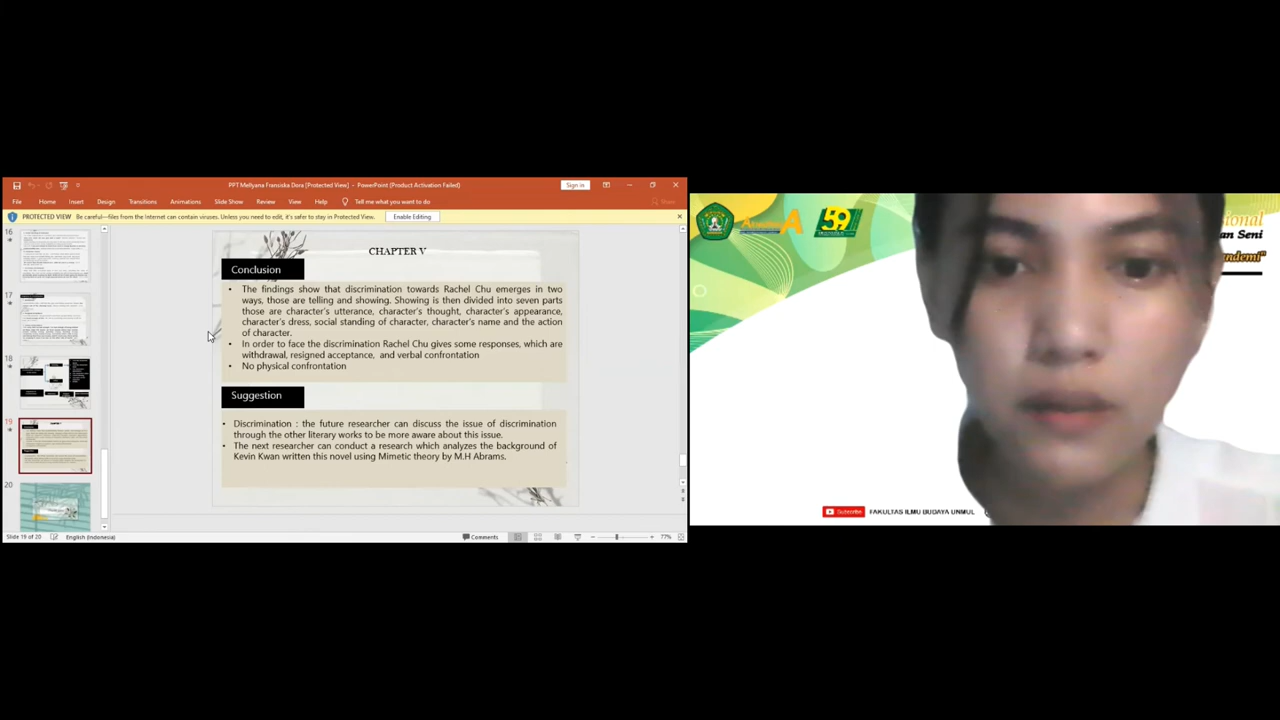 PPT Mellyana Fransiska Dora [Protected View] - PowerPoint (Product Activation Failed)
Sign in
File Home Insert Design Transitions Animations Slide Show Review View Help Tell me what you want to do Share
PROTECTED VIEW Be careful—files from the Internet can contain viruses. Unless you need to edit, it's safer to stay in Protected View. Enable Editing
16
17
18
19
20
CHAPTER V
Conclusion
• The findings show that discrimination towards Rachel Chu emerges in two
ways, those are telling and showing. Showing is then divided into seven parts
those are character's utterance, character's thought, character's appearance,
character's dress, social standing of character, character's name and the action
of character.
• In order to face the discrimination Rachel Chu gives some responses, which are
withdrawal, resigned acceptance, and verbal confrontation
• No physical confrontation
Suggestion
• Discrimination : the future researcher can discuss the issue of discrimination
through the other literary works to be more aware about this issue.
• The next researcher can conduct a research which analyzes the background of
Kevin Kwan written this novel using Mimetic theory by M.H Abrams,
Slide 19 of 20 English (Indonesia) Comments 77%
A
59
Subscribe FAKULTAS ILMU BUDAYA UNMUL